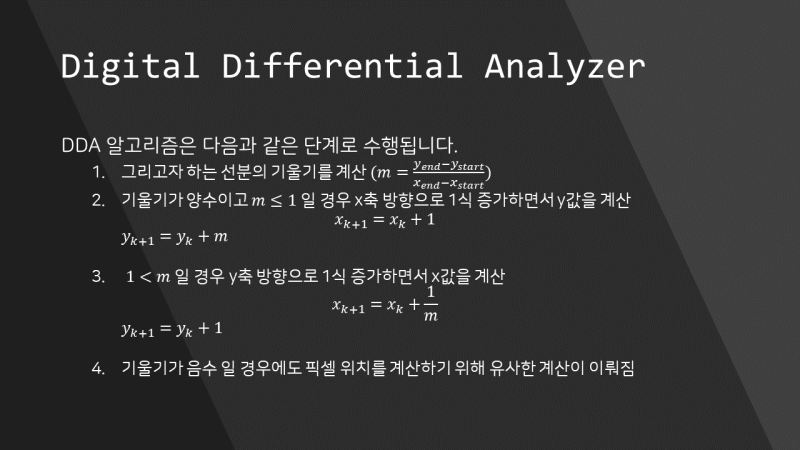 Digital Differential Analyzer
DDA 알고리즘은 다음과 같은 단계로 수행됩니다.
1. 그리고자 하는 선분의 기울기를 계산 (m = \frac{y_{end}-y_{start}}{x_{end}-x_{start}})
2. 기울기가 양수이고 m ≤ 1 일 경우 x축 방향으로 1식 증가하면서 y값을 계산
x_{k+1} = x_k + 1
y_{k+1} = y_k + m
3. 1 < m 일 경우 y축 방향으로 1식 증가하면서 x값을 계산
x_{k+1} = x_k + \frac{1}{m}
y_{k+1} = y_k + 1
4. 기울기가 음수 일 경우에도 픽셀 위치를 계산하기 위해 유사한 계산이 이뤄짐